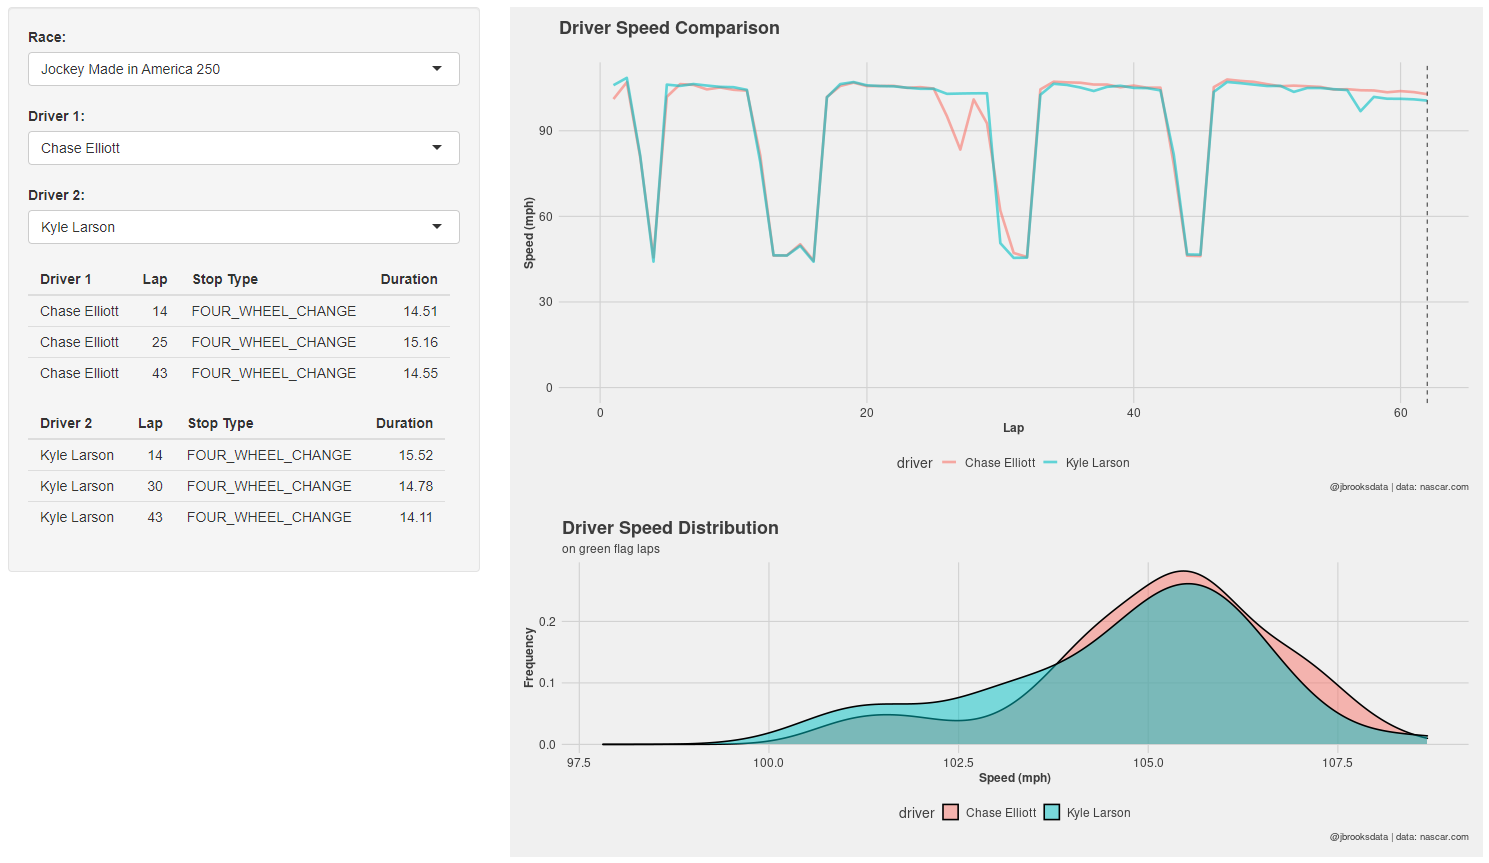 Race:
Jockey Made in America 250
Driver 1:
Chase Elliott
Driver 2:
Kyle Larson
Driver 1 Lap Stop Type Duration
Chase Elliott 14 FOUR_WHEEL_CHANGE 14.51
Chase Elliott 25 FOUR_WHEEL_CHANGE 15.16
Chase Elliott 43 FOUR_WHEEL_CHANGE 14.55
Driver 2 Lap Stop Type Duration
Kyle Larson 14 FOUR_WHEEL_CHANGE 15.52
Kyle Larson 30 FOUR_WHEEL_CHANGE 14.78
Kyle Larson 43 FOUR_WHEEL_CHANGE 14.11
Driver Speed Comparison
Speed (mph)
90
60
30
0
0 20 40 60
Lap
driver Chase Elliott Kyle Larson
@jbrooksdata | data: nascar.com
Driver Speed Distribution
on green flag laps
Frequency
0.2
0.1
0.0
97.5 100.0 102.5 105.0 107.5
Speed (mph)
driver Chase Elliott Kyle Larson
@jbrooksdata | data: nascar.com